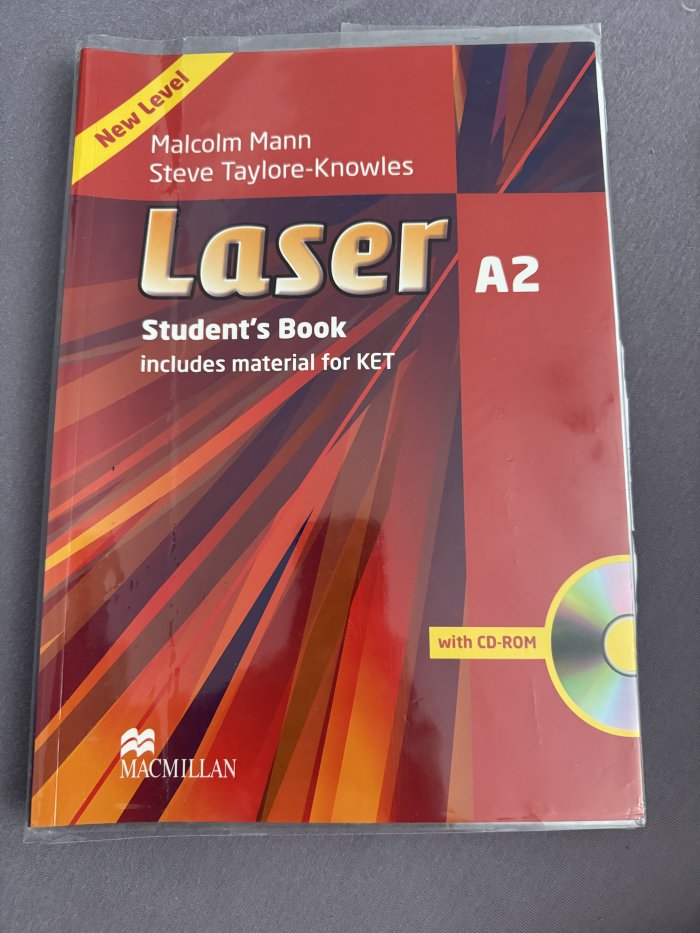 New Level
Malcolm Mann
Steve Taylore-Knowles
Laser
A2
Student's Book
includes material for KET
with CD-ROM
MACMILLAN